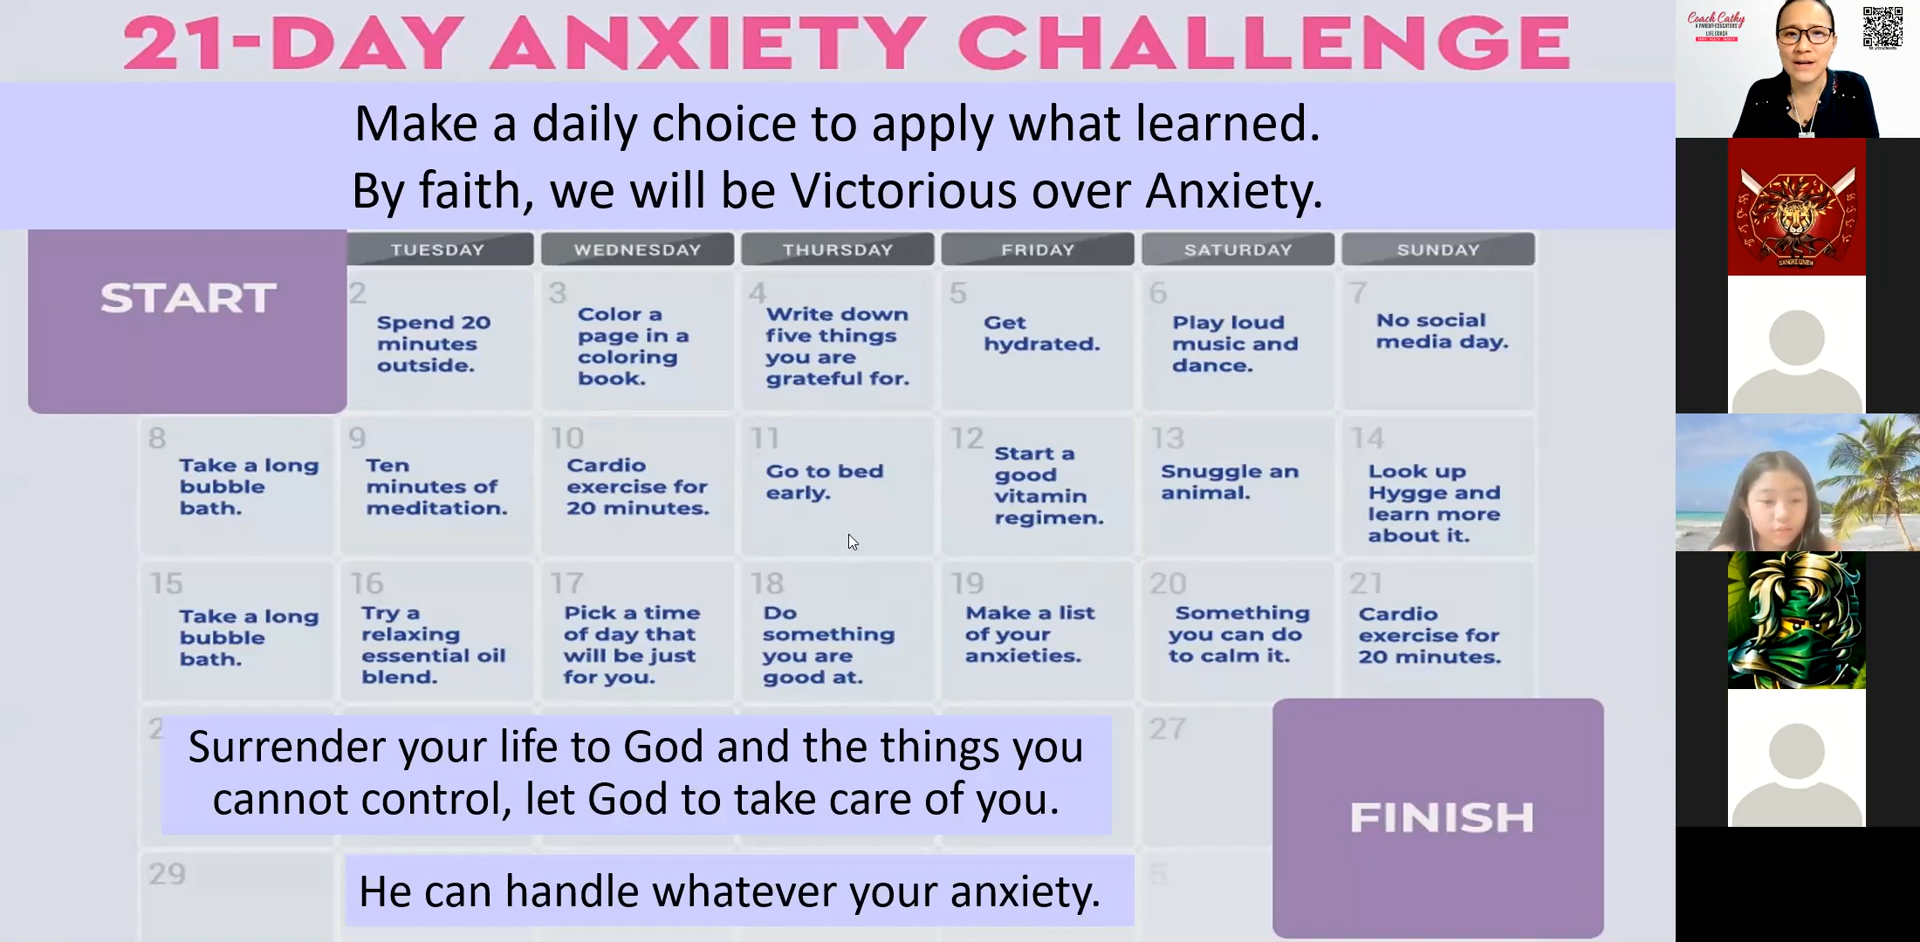 21-DAY ANXIETY CHALLENGE
Make a daily choice to apply what learned.
By faith, we will be Victorious over Anxiety.
START
TUESDAY
WEDNESDAY
THURSDAY
FRIDAY
SATURDAY
SUNDAY
2
Spend 20
minutes
outside.
3
Color a
page in a
coloring
book.
4
Write down
five things
you are
grateful for.
5
Get
hydrated.
6
Play loud
music and
dance.
7
No social
media day.
8
Take a long
bubble
bath.
9
Ten
minutes of
meditation.
10
Cardio
exercise for
20 minutes.
11
Go to bed
early.
12
Start a
good
vitamin
regimen.
13
Snuggle an
animal.
14
Look up
Hygge and
learn more
about it.
15
Take a long
bubble
bath.
16
Try a
relaxing
essential oil
blend.
17
Pick a time
of day that
will be just
for you.
18
Do
something
you are
good at.
19
Make a list
of your
anxieties.
20
Something
you can do
to calm it.
21
Cardio
exercise for
20 minutes.
Surrender your life to God and the things you
cannot control, let God to take care of you.
27
FINISH
29
He can handle whatever your anxiety.
5
Coach Cathy
A PARENT-EDUCATORS
LIFE COACH